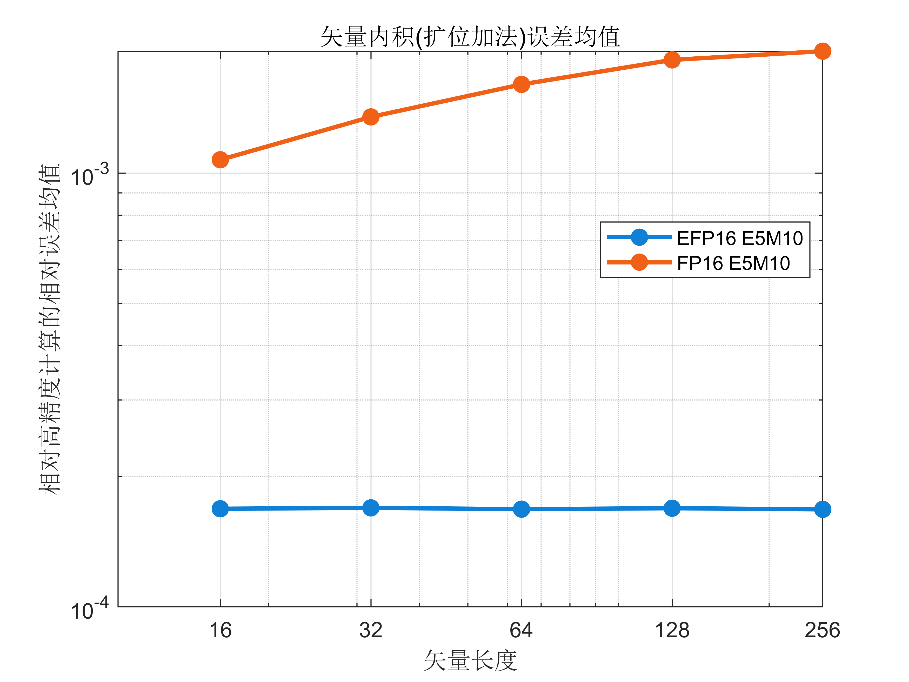 矢量内积(扩位加法)误差均值
相对高精度计算的相对误差均值
10-3
10-4
EFP16 E5M10
FP16 E5M10
16 32 64 128 256
矢量长度